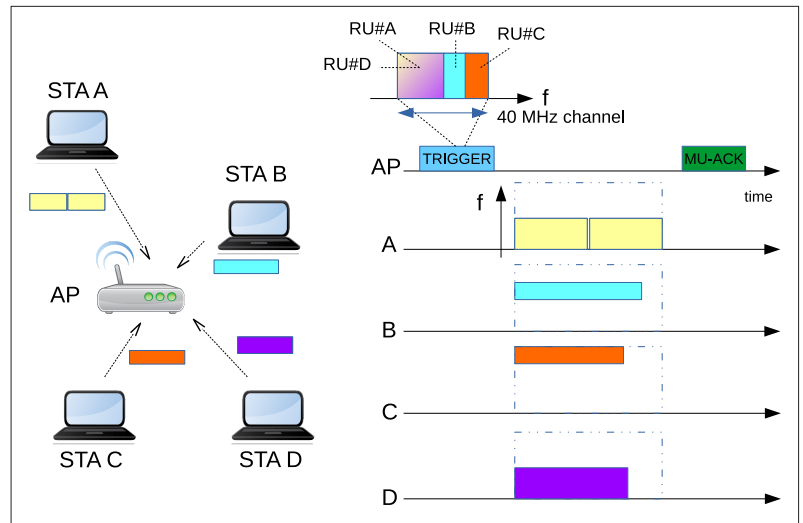 STA A
STA B
AP
STA C
STA D
RU#A
RU#B
RU#C
RU#D
f
40 MHz channel
AP
TRIGGER
MU-ACK
time
f
A
B
C
D